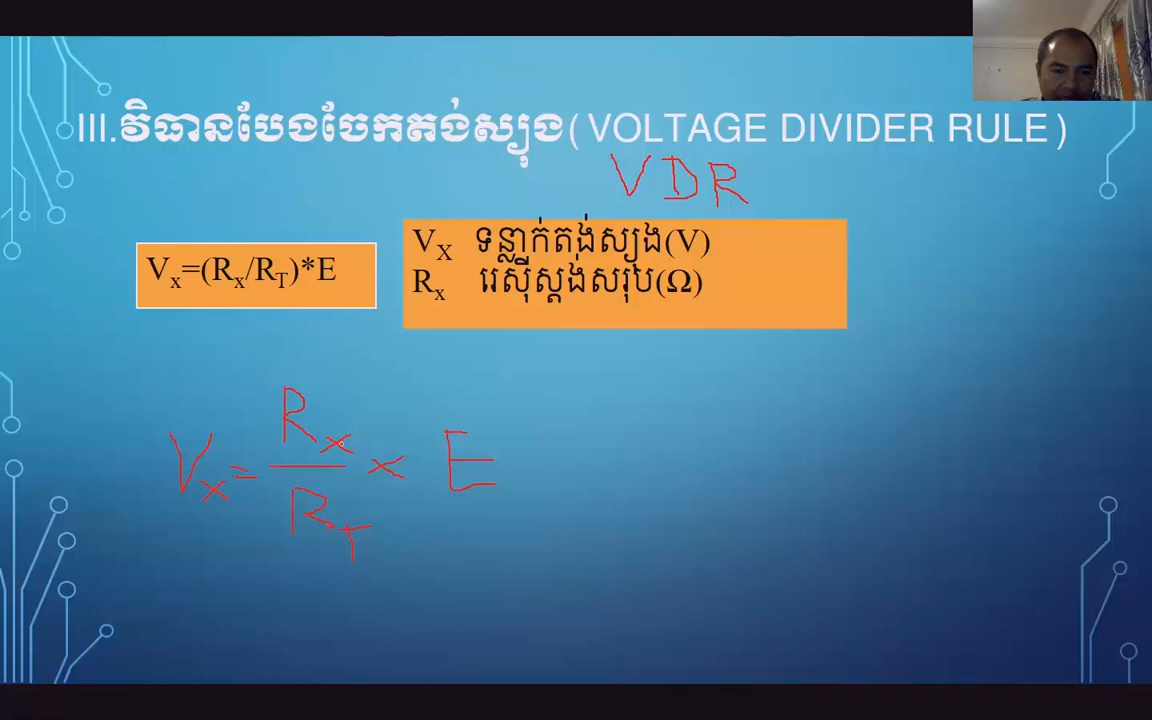 III.វិធានបែងចែកតង់ស្យុង( VOLTAGE DIVIDER RULE )
VDR
Vx=(Rx/RT)*E
VX ទន្លាក់តង់ស្យុង(V)
Rx រេស៊ីស្តង់សរុប(Ω)
Vx = Rx/RT × E